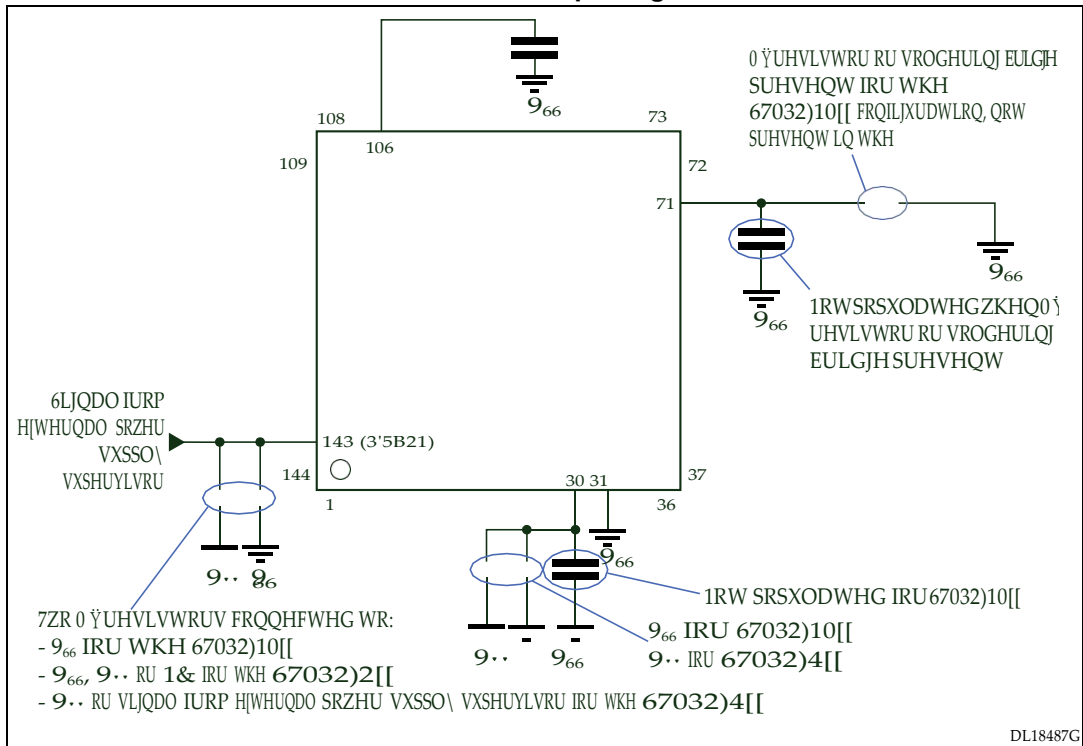 9₆₆
0 ŸUHVLVWRU RU VROGHULQJ EULGJH
SUHVHQW IRU WKH
67032)10[[ FRQILJXUDWLRQ, QRW
SUHVHQW LQ WKH
108
73
106
109
72
71
9₆₆
9₆₆
1RWSRSXODWHGZKHQ0Ÿ
UHVLVWRU RU VROGHULQJ
EULGJH SUHVHQW
6LJQDO IURP
H[WHUQDO SRZHU
VXSSO\
VXSHUYLVRU
143 (3'5B21)
144
1
30 31
36
37
9₆₆
9·· 9₆₆
9·· 9₆₆
1RW SRSXODWHG IRU67032)10[[
9₆₆ IRU 67032)10[[
9·· IRU 67032)4[[
7ZR 0 ŸUHVLVWRUV FRQQHFWHG WR:
- 9₆₆ IRU WKH 67032)10[[
- 9₆₆, 9·· RU 1& IRU WKH 67032)2[[
- 9·· RU VLJQDO IURP H[WHUQDO SRZHU VXSSO\ VXSHUYLVRU IRU WKH 67032)4[[
DL18487G